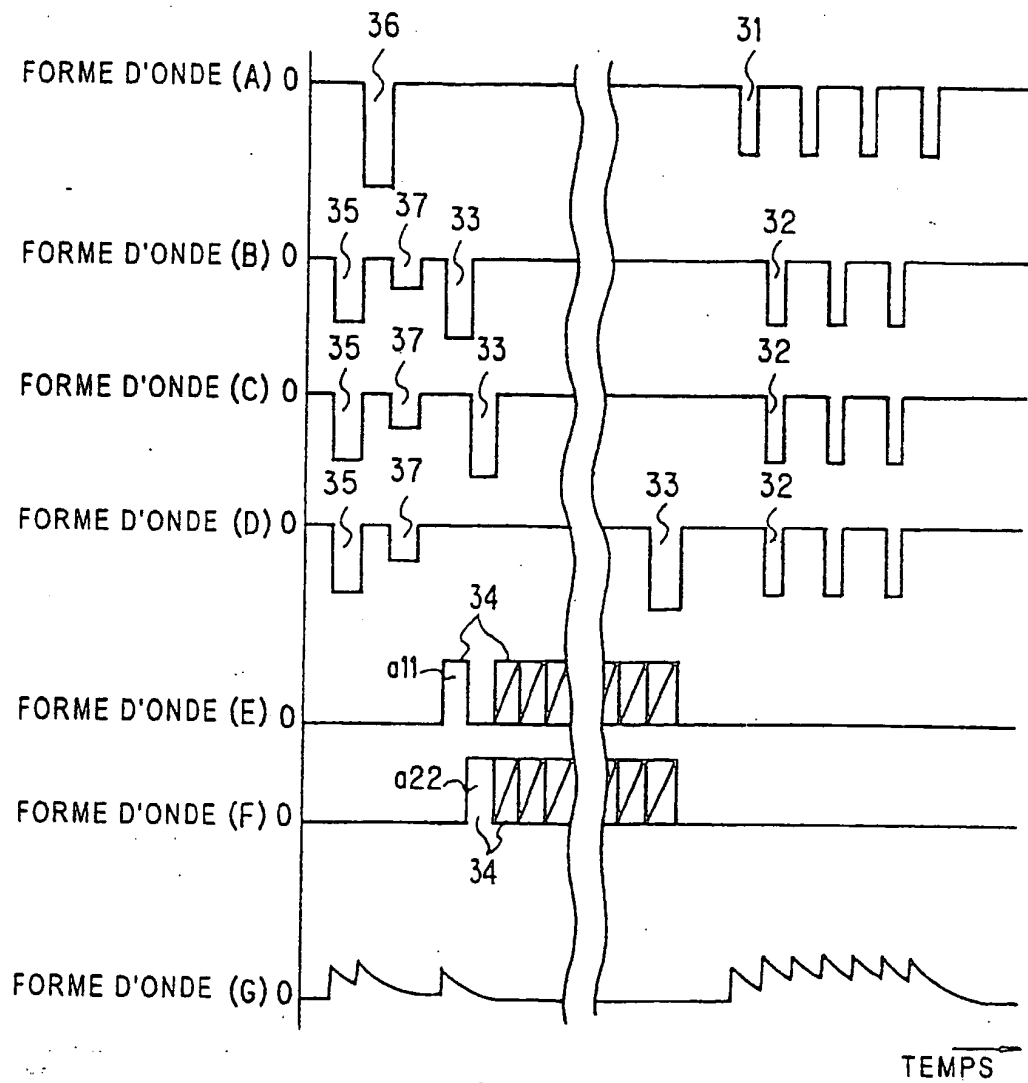 36 31
FORME D'ONDE (A) 0
35 37 33 32
FORME D'ONDE (B) 0
35 37 33 32
FORME D'ONDE (C) 0
35 37 33 32
FORME D'ONDE (D) 0
34
a11
FORME D'ONDE (E) 0
a22
FORME D'ONDE (F) 0
34
FORME D'ONDE (G) 0
TEMPS